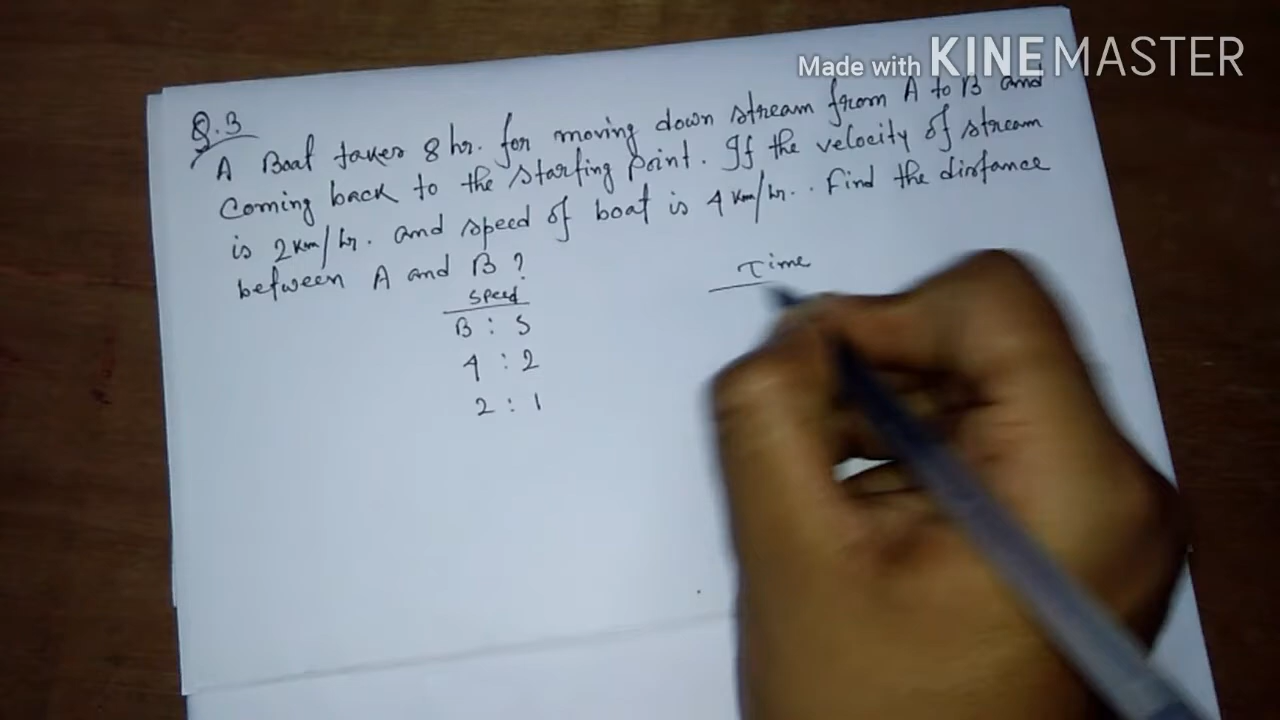 Made with KINEMASTER
Q.3
A Boat takes 8 hr. for moving down stream from A to B and
Coming back to the starting point. If the velocity of stream
is 2 km/hr. and speed of boat is 4 km/hr.. Find the distance
between A and B ?
Speed
B : S
4 : 2
2 : 1
Time